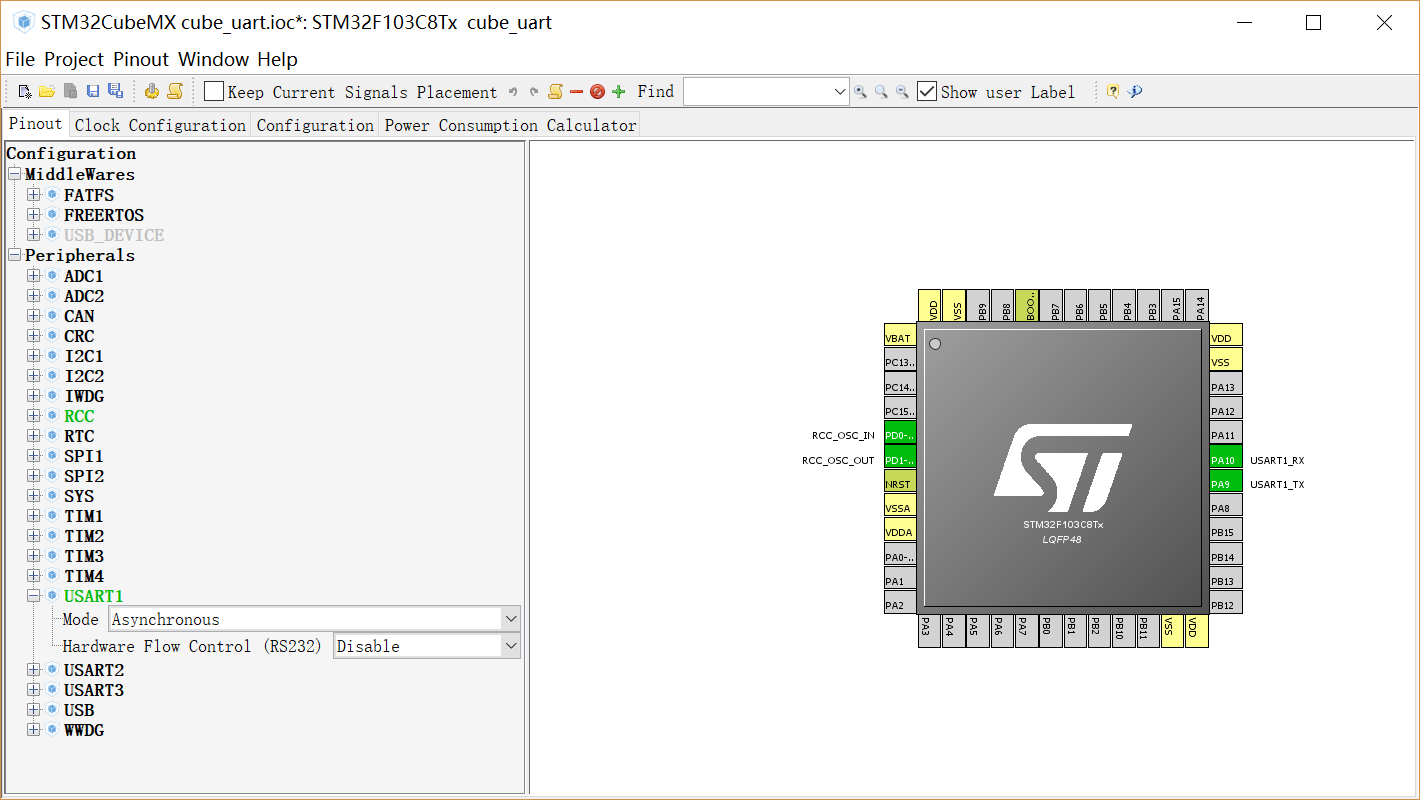 STM32CubeMX cube_uart.ioc*: STM32F103C8Tx cube_uart
File Project Pinout Window Help
Keep Current Signals Placement Find Show user Label
Pinout Clock Configuration Configuration Power Consumption Calculator
Configuration
MiddleWares
FATFS
FREERTOS
USB_DEVICE
Peripherals
ADC1
ADC2
CAN
CRC
I2C1
I2C2
IWDG
RCC
RTC
SPI1
SPI2
SYS
TIM1
TIM2
TIM3
TIM4
USART1
Mode Asynchronous
Hardware Flow Control (RS232) Disable
USART2
USART3
USB
WWDG
VDD VSS PB9 PB8 BOO.. PB7 PB6 PB5 PB4 PB3 PA15 PA14
VBAT VDD
PC13.. VSS
PC14.. PA13
PC15.. PA12
RCC_OSC_IN PD0-.. PA11
RCC_OSC_OUT PD1-.. PA10 USART1_RX
NRST PA9 USART1_TX
VSSA PA8
VDDA PB15
PA0-.. PB14
PA1 PB13
PA2 PB12
ST
STM32F103C8Tx
LQFP48
PA3 PA4 PA5 PA6 PA7 PB0 PB1 PB2 PB10 PB11 VSS VDD